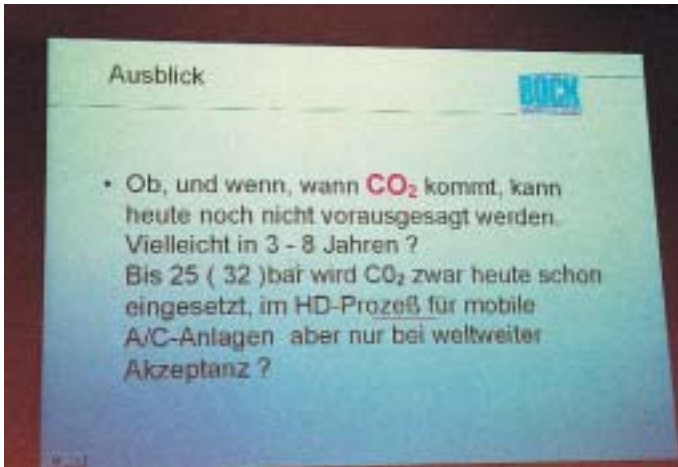 Ausblick
BOCK
• Ob, und wenn, wann CO₂ kommt, kann
heute noch nicht vorausgesagt werden.
Vielleicht in 3 - 8 Jahren ?
Bis 25 ( 32 )bar wird C0₂ zwar heute schon
eingesetzt, im HD-Prozeß für mobile
A/C-Anlagen aber nur bei weltweiter
Akzeptanz ?